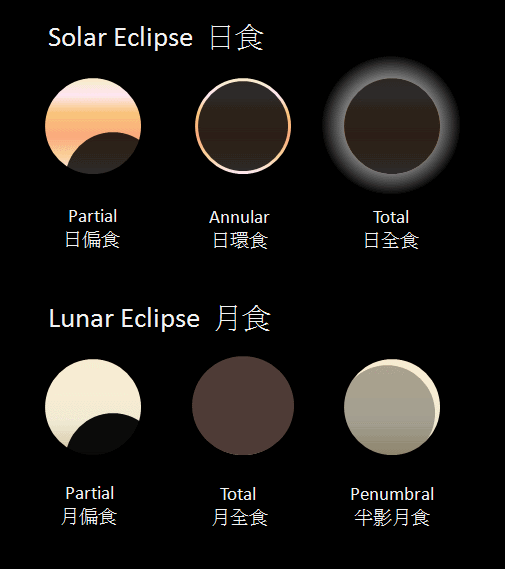 Solar Eclipse 日食
Partial
日偏食
Annular
日環食
Total
日全食
Lunar Eclipse 月食
Partial
月偏食
Total
月全食
Penumbral
半影月食